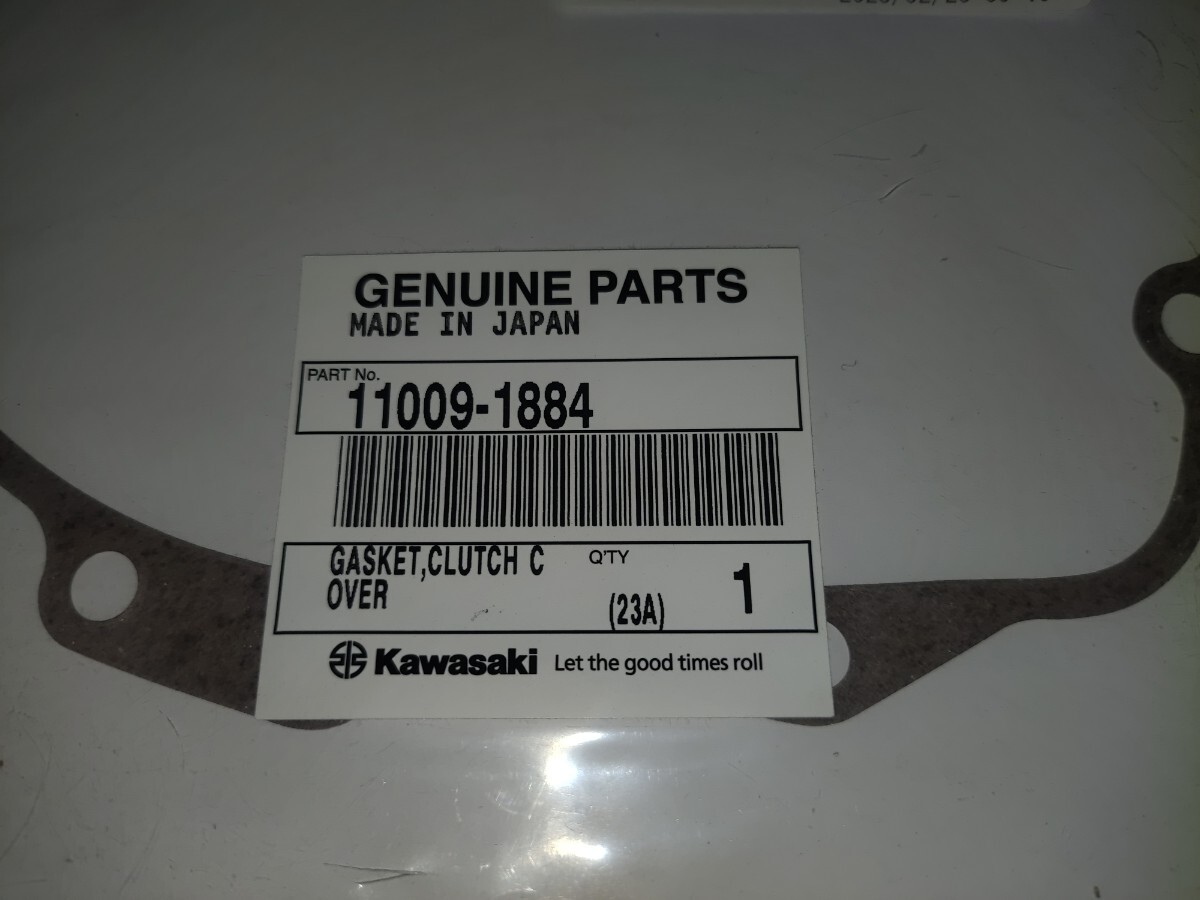 GENUINE PARTS
MADE IN JAPAN
PART No.
11009-1884
GASKET,CLUTCH C
OVER
Q'TY
(23A)
1
Kawasaki Let the good times roll